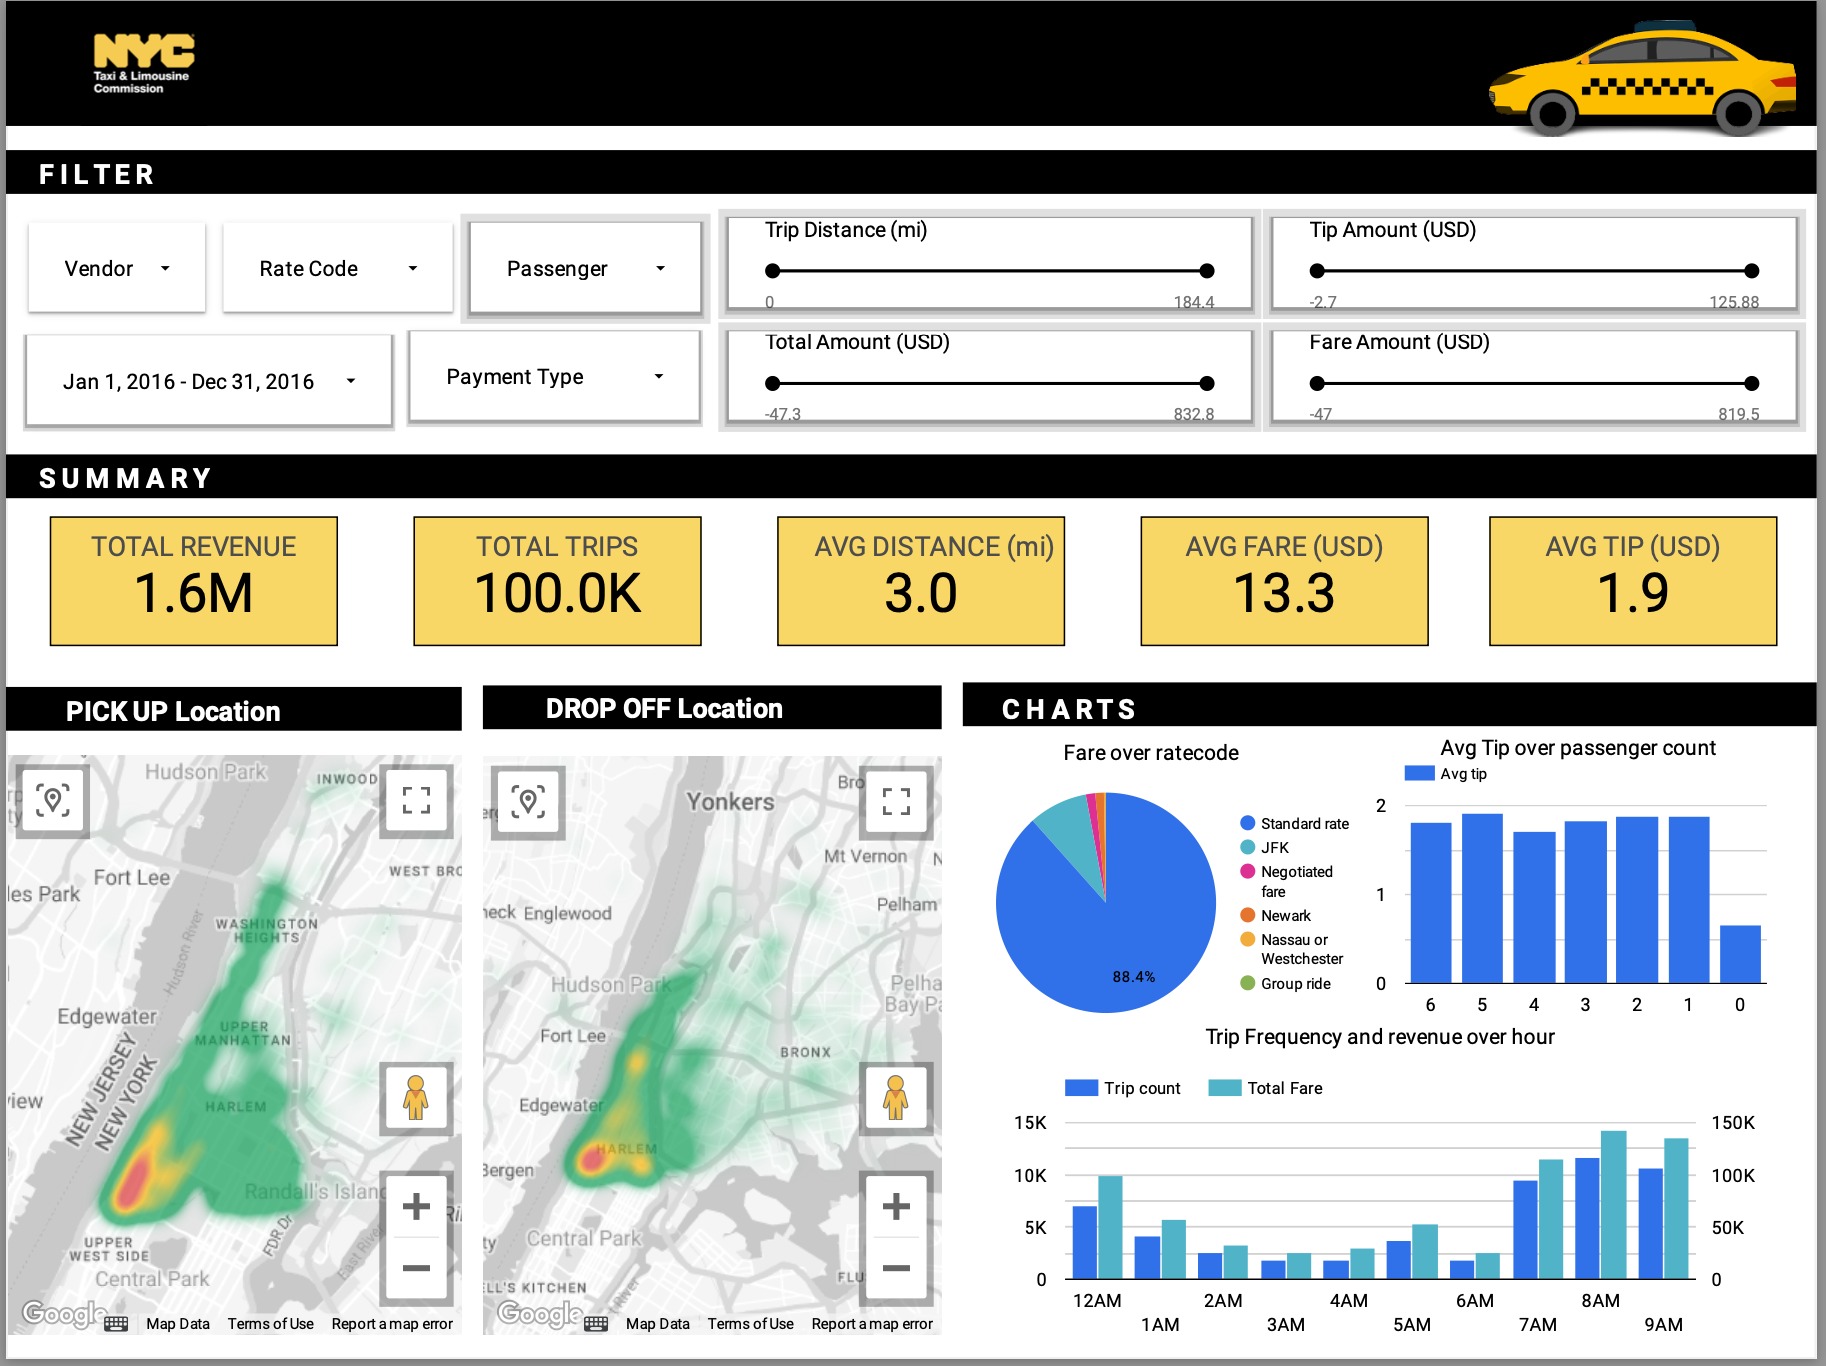 NYC
Taxi & Limousine
Commission
FILTER
Vendor
Rate Code
Passenger
Trip Distance (mi)
0 184.4
Tip Amount (USD)
-2.7 125.88
Jan 1, 2016 - Dec 31, 2016
Payment Type
Total Amount (USD)
-47.3 832.8
Fare Amount (USD)
-47 819.5
SUMMARY
TOTAL REVENUE
1.6M
TOTAL TRIPS
100.0K
AVG DISTANCE (mi)
3.0
AVG FARE (USD)
13.3
AVG TIP (USD)
1.9
PICK UP Location
Hudson Park
INWOOD
WEST BRO
Fort Lee
les Park
WASHINGTON
HEIGHTS
Hudson River
Edgewater
UPPER
MANHATTAN
NEW JERSEY
NEW YORK
view
HARLEM
Randall's Island
FDR Dr
East River
UPPER
WEST SIDE
Central Park
Google
Map Data Terms of Use Report a map error
DROP OFF Location
Yonkers
Bro
Mt Vernon
N
Pelham
neck Englewood
Hudson Park
Pelha
Bay Pa
Fort Lee
BRONX
Edgewater
HARLEM
Bergen
Central Park
ty
FLU
ELL'S KITCHEN
t River
Google
Map Data Terms of Use Report a map error
CHARTS
Fare over ratecode
88.4%
Standard rate
JFK
Negotiated
fare
Newark
Nassau or
Westchester
Group ride
Avg Tip over passenger count
Avg tip
2
1
0
6 5 4 3 2 1 0
Trip Frequency and revenue over hour
Trip count Total Fare
15K 150K
10K 100K
5K 50K
0 0
12AM 2AM 4AM 6AM 8AM
1AM 3AM 5AM 7AM 9AM